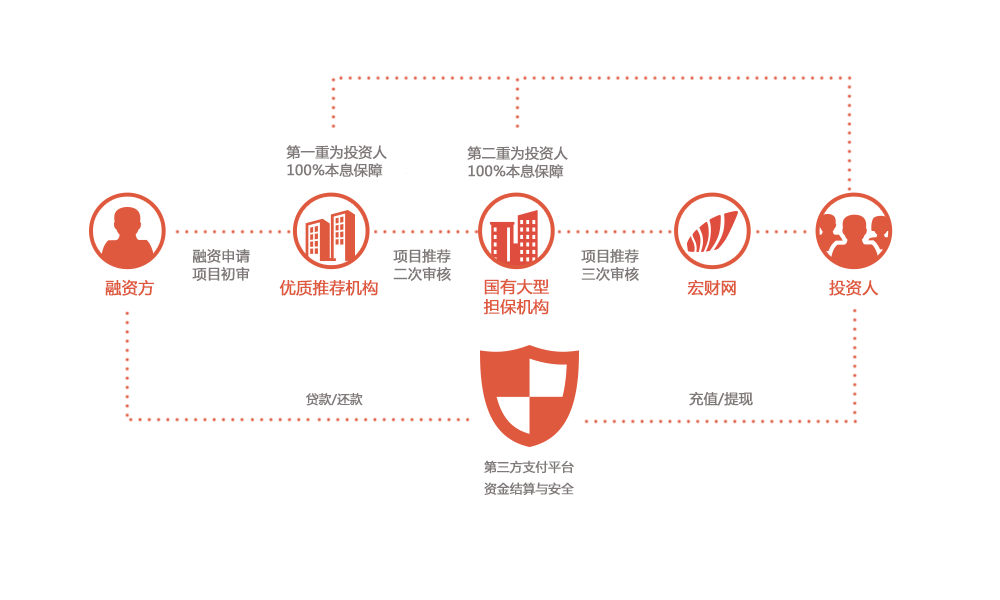 第一重为投资人
100%本息保障
第二重为投资人
100%本息保障
融资申请
项目初审
项目推荐
二次审核
项目推荐
三次审核
融资方
优质推荐机构
国有大型
担保机构
宏财网
投资人
贷款/还款
充值/提现
第三方支付平台
资金结算与安全